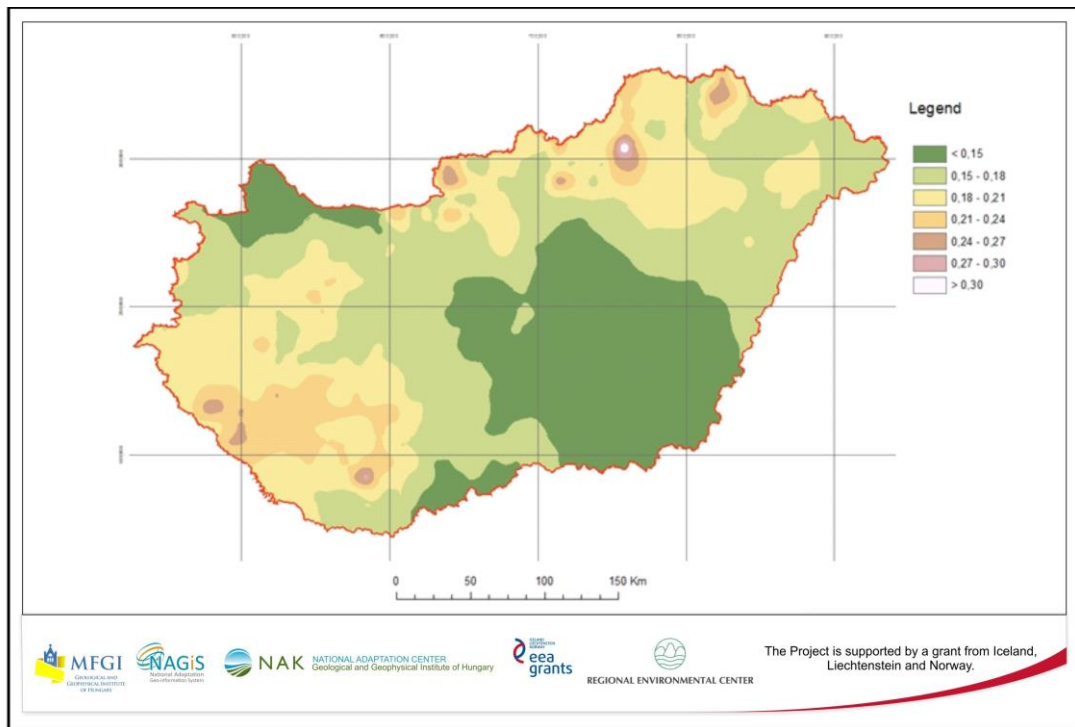 Legend
< 0,15
0,15 - 0,18
0,18 - 0,21
0,21 - 0,24
0,24 - 0,27
0,27 - 0,30
> 0,30
0 50 100 150 Km
MFGI
GEOLOGICAL AND
GEOPHYSICAL INSTITUTE
OF HUNGARY
NAGiS
National Adaptation
Geo-information System
NAK
NATIONAL ADAPTATION CENTER
Geological and Geophysical Institute of Hungary
ICELAND
LIECHTENSTEIN
NORWAY
eea
grants
REGIONAL ENVIRONMENTAL CENTER
The Project is supported by a grant from Iceland,
Liechtenstein and Norway.